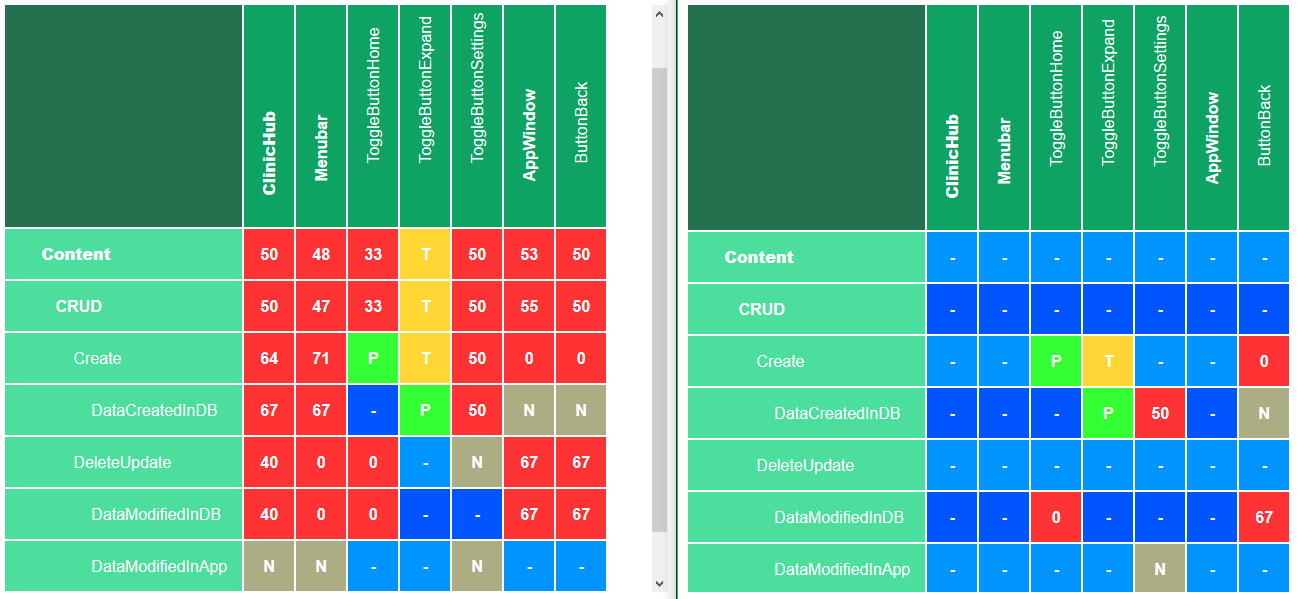 ClinicHub Menubar ToggleButtonHome ToggleButtonExpand ToggleButtonSettings AppWindow ButtonBack
Content 50 48 33 T 50 53 50
CRUD 50 47 33 T 50 55 50
Create 64 71 P T 50 0 0
DataCreatedInDB 67 67 - P 50 N N
DeleteUpdate 40 0 0 - N 67 67
DataModifiedInDB 40 0 0 - - 67 67
DataModifiedInApp N N - - N - -
ClinicHub Menubar ToggleButtonHome ToggleButtonExpand ToggleButtonSettings AppWindow ButtonBack
Content - - - - - - -
CRUD - - - - - - -
Create - - P T - - 0
DataCreatedInDB - - - P 50 - N
DeleteUpdate - - - - - - -
DataModifiedInDB - - 0 - - - 67
DataModifiedInApp - - - - N - -